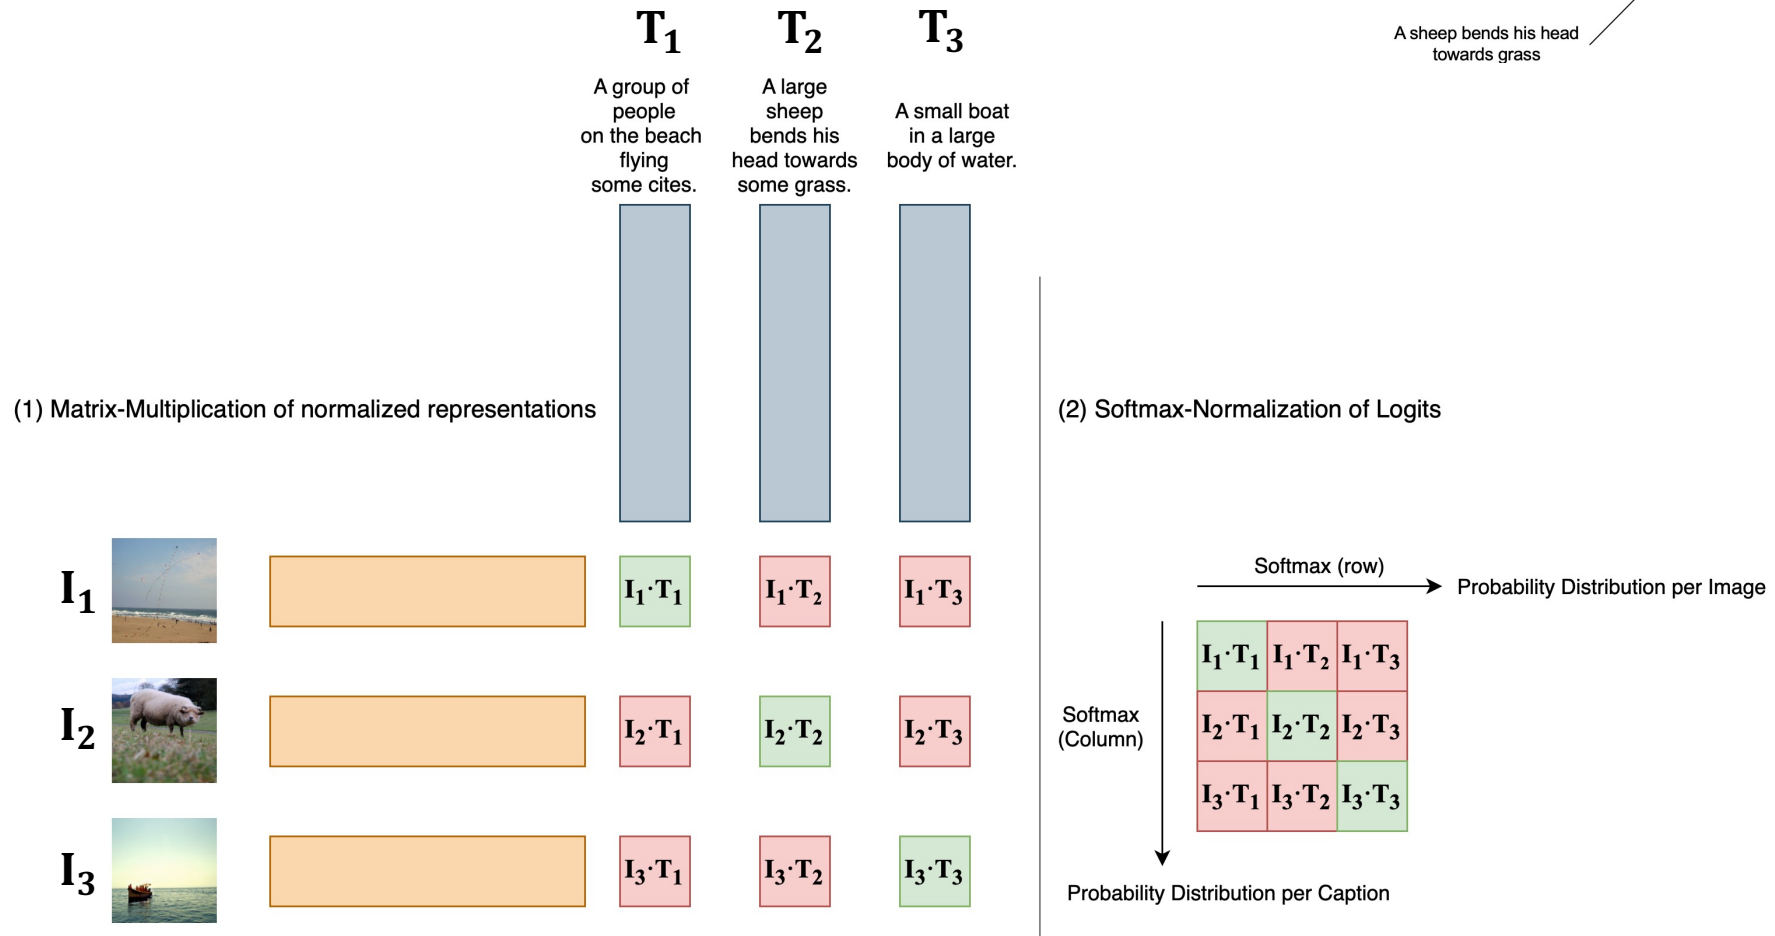 T₁
T₂
T₃
A sheep bends his head
towards grass
A group of
people
on the beach
flying
some cites.
A large
sheep
bends his
head towards
some grass.
A small boat
in a large
body of water.
(1) Matrix-Multiplication of normalized representations
I₁
I₁·T₁
I₁·T₂
I₁·T₃
I₂
I₂·T₁
I₂·T₂
I₂·T₃
I₃
I₃·T₁
I₃·T₂
I₃·T₃
(2) Softmax-Normalization of Logits
Softmax (row)
Probability Distribution per Image
Softmax
(Column)
I₁·T₁ I₁·T₂ I₁·T₃
I₂·T₁ I₂·T₂ I₂·T₃
I₃·T₁ I₃·T₂ I₃·T₃
Probability Distribution per Caption